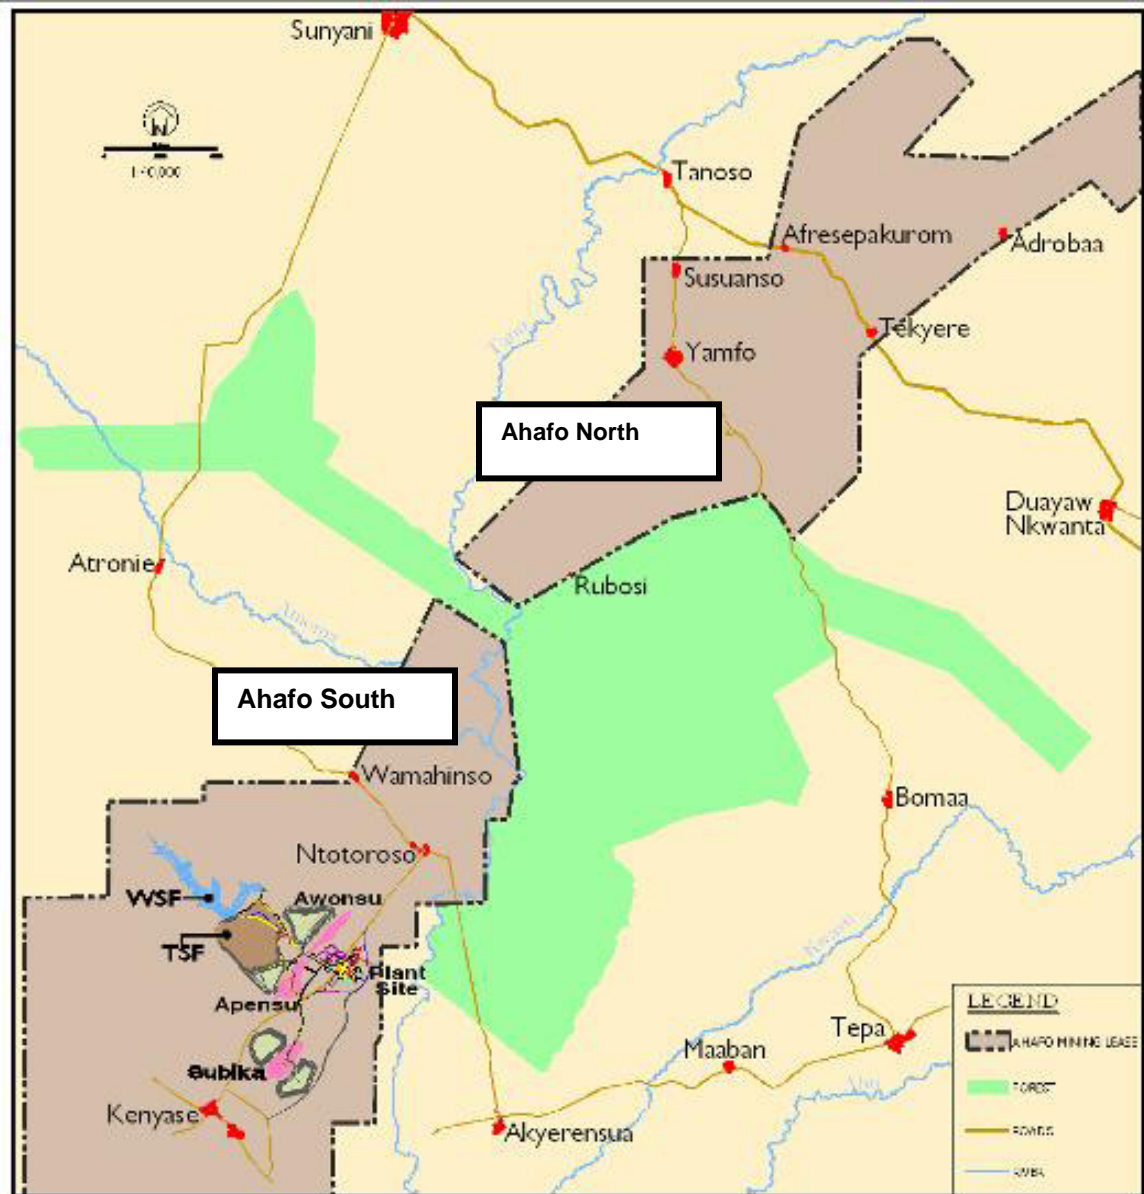 Sunyani
N
Tanoso
Afresepakurom
Adrobaa
Susuanso
Tekyere
Yamfo
Ahafo North
Duayaw
Nkwanta
Atronie
Rubosi
Ahafo South
Wamahinso
Bomaa
Ntotoroso
WSF
Awonsu
TSF
Plant
Site
Apensu
LEGEND
AHAFO MINING LEASE
Tepa
Maaban
Subika
FOREST
Kenyase
Akyerensua
ROADS
RIVER